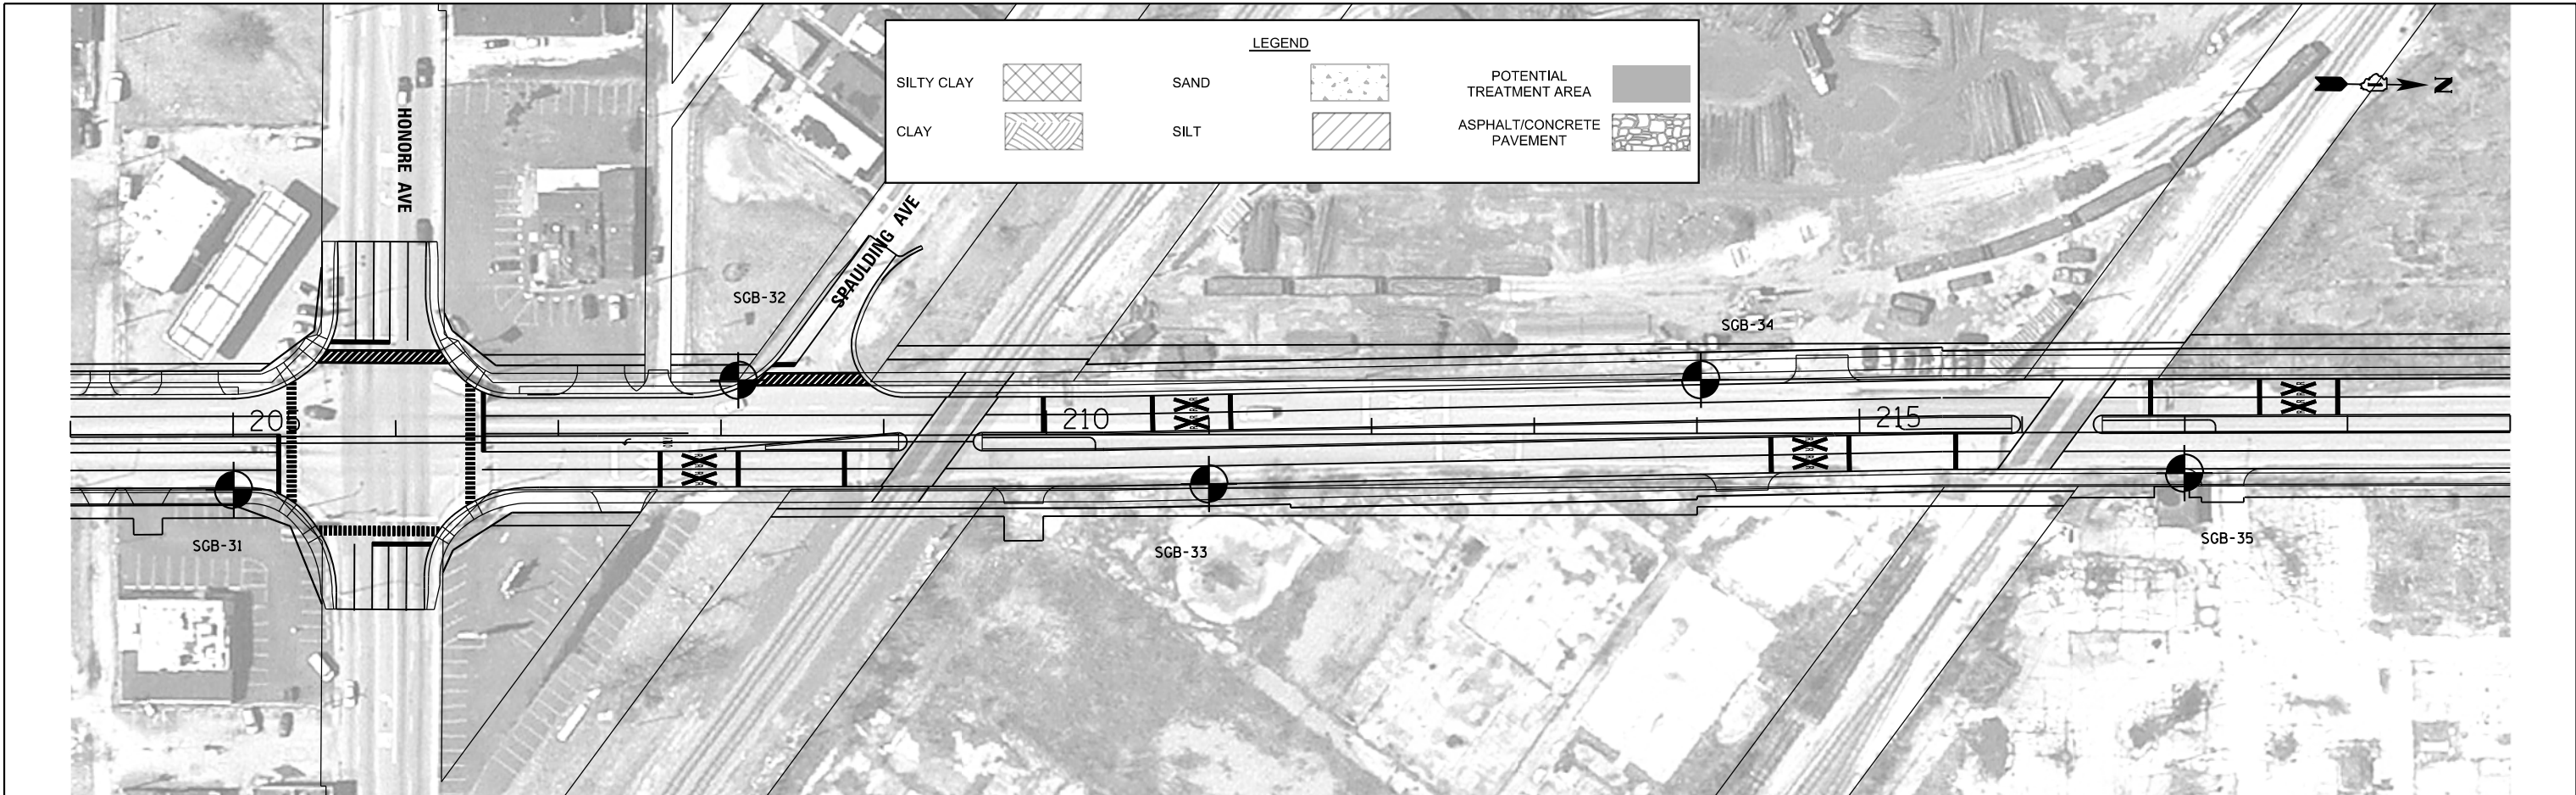 LEGEND
SILTY CLAY
SAND
POTENTIAL
TREATMENT AREA
CLAY
SILT
ASPHALT/CONCRETE
PAVEMENT
N
HONORE AVE
SPAULDING AVE
SGB-32
SGB-34
205
210
215
SGB-31
SGB-33
SGB-35